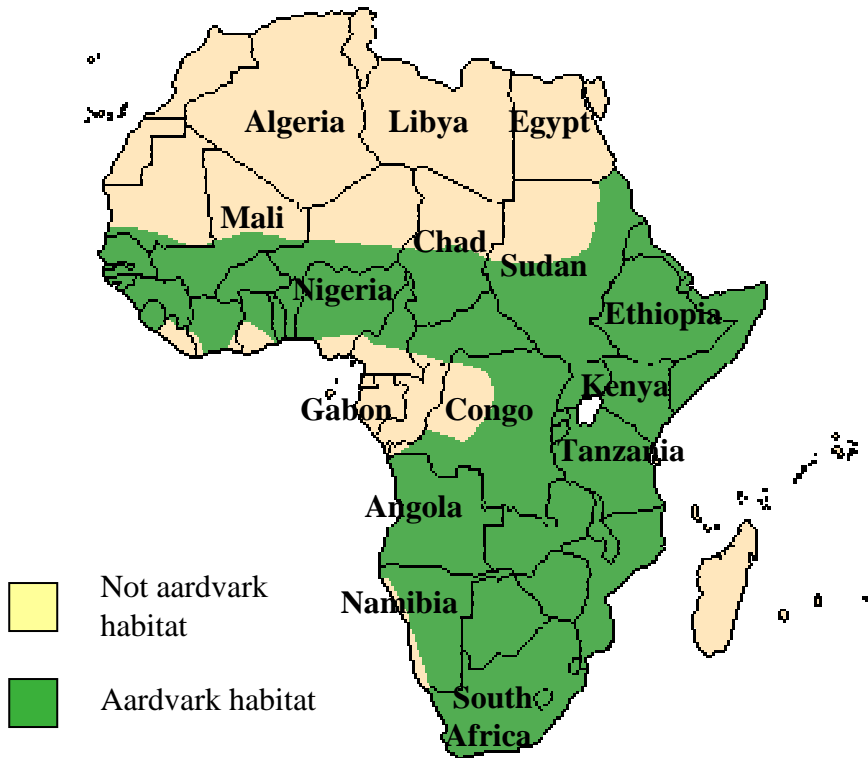 Algeria
Libya
Egypt
Mali
Chad
Sudan
Nigeria
Ethiopia
Kenya
Gabon
Congo
Tanzania
Angola
Namibia
South
Africa
Not aardvark
habitat
Aardvark habitat